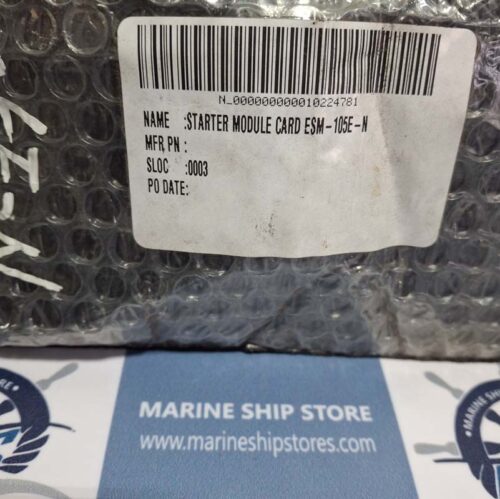 N_000000000010224781
NAME :STARTER MODULE CARD ESM-105E-N
MFR PN :
SLOC :0003
PO DATE:
MARINE SHIP STORE
www.marineshipstores.com